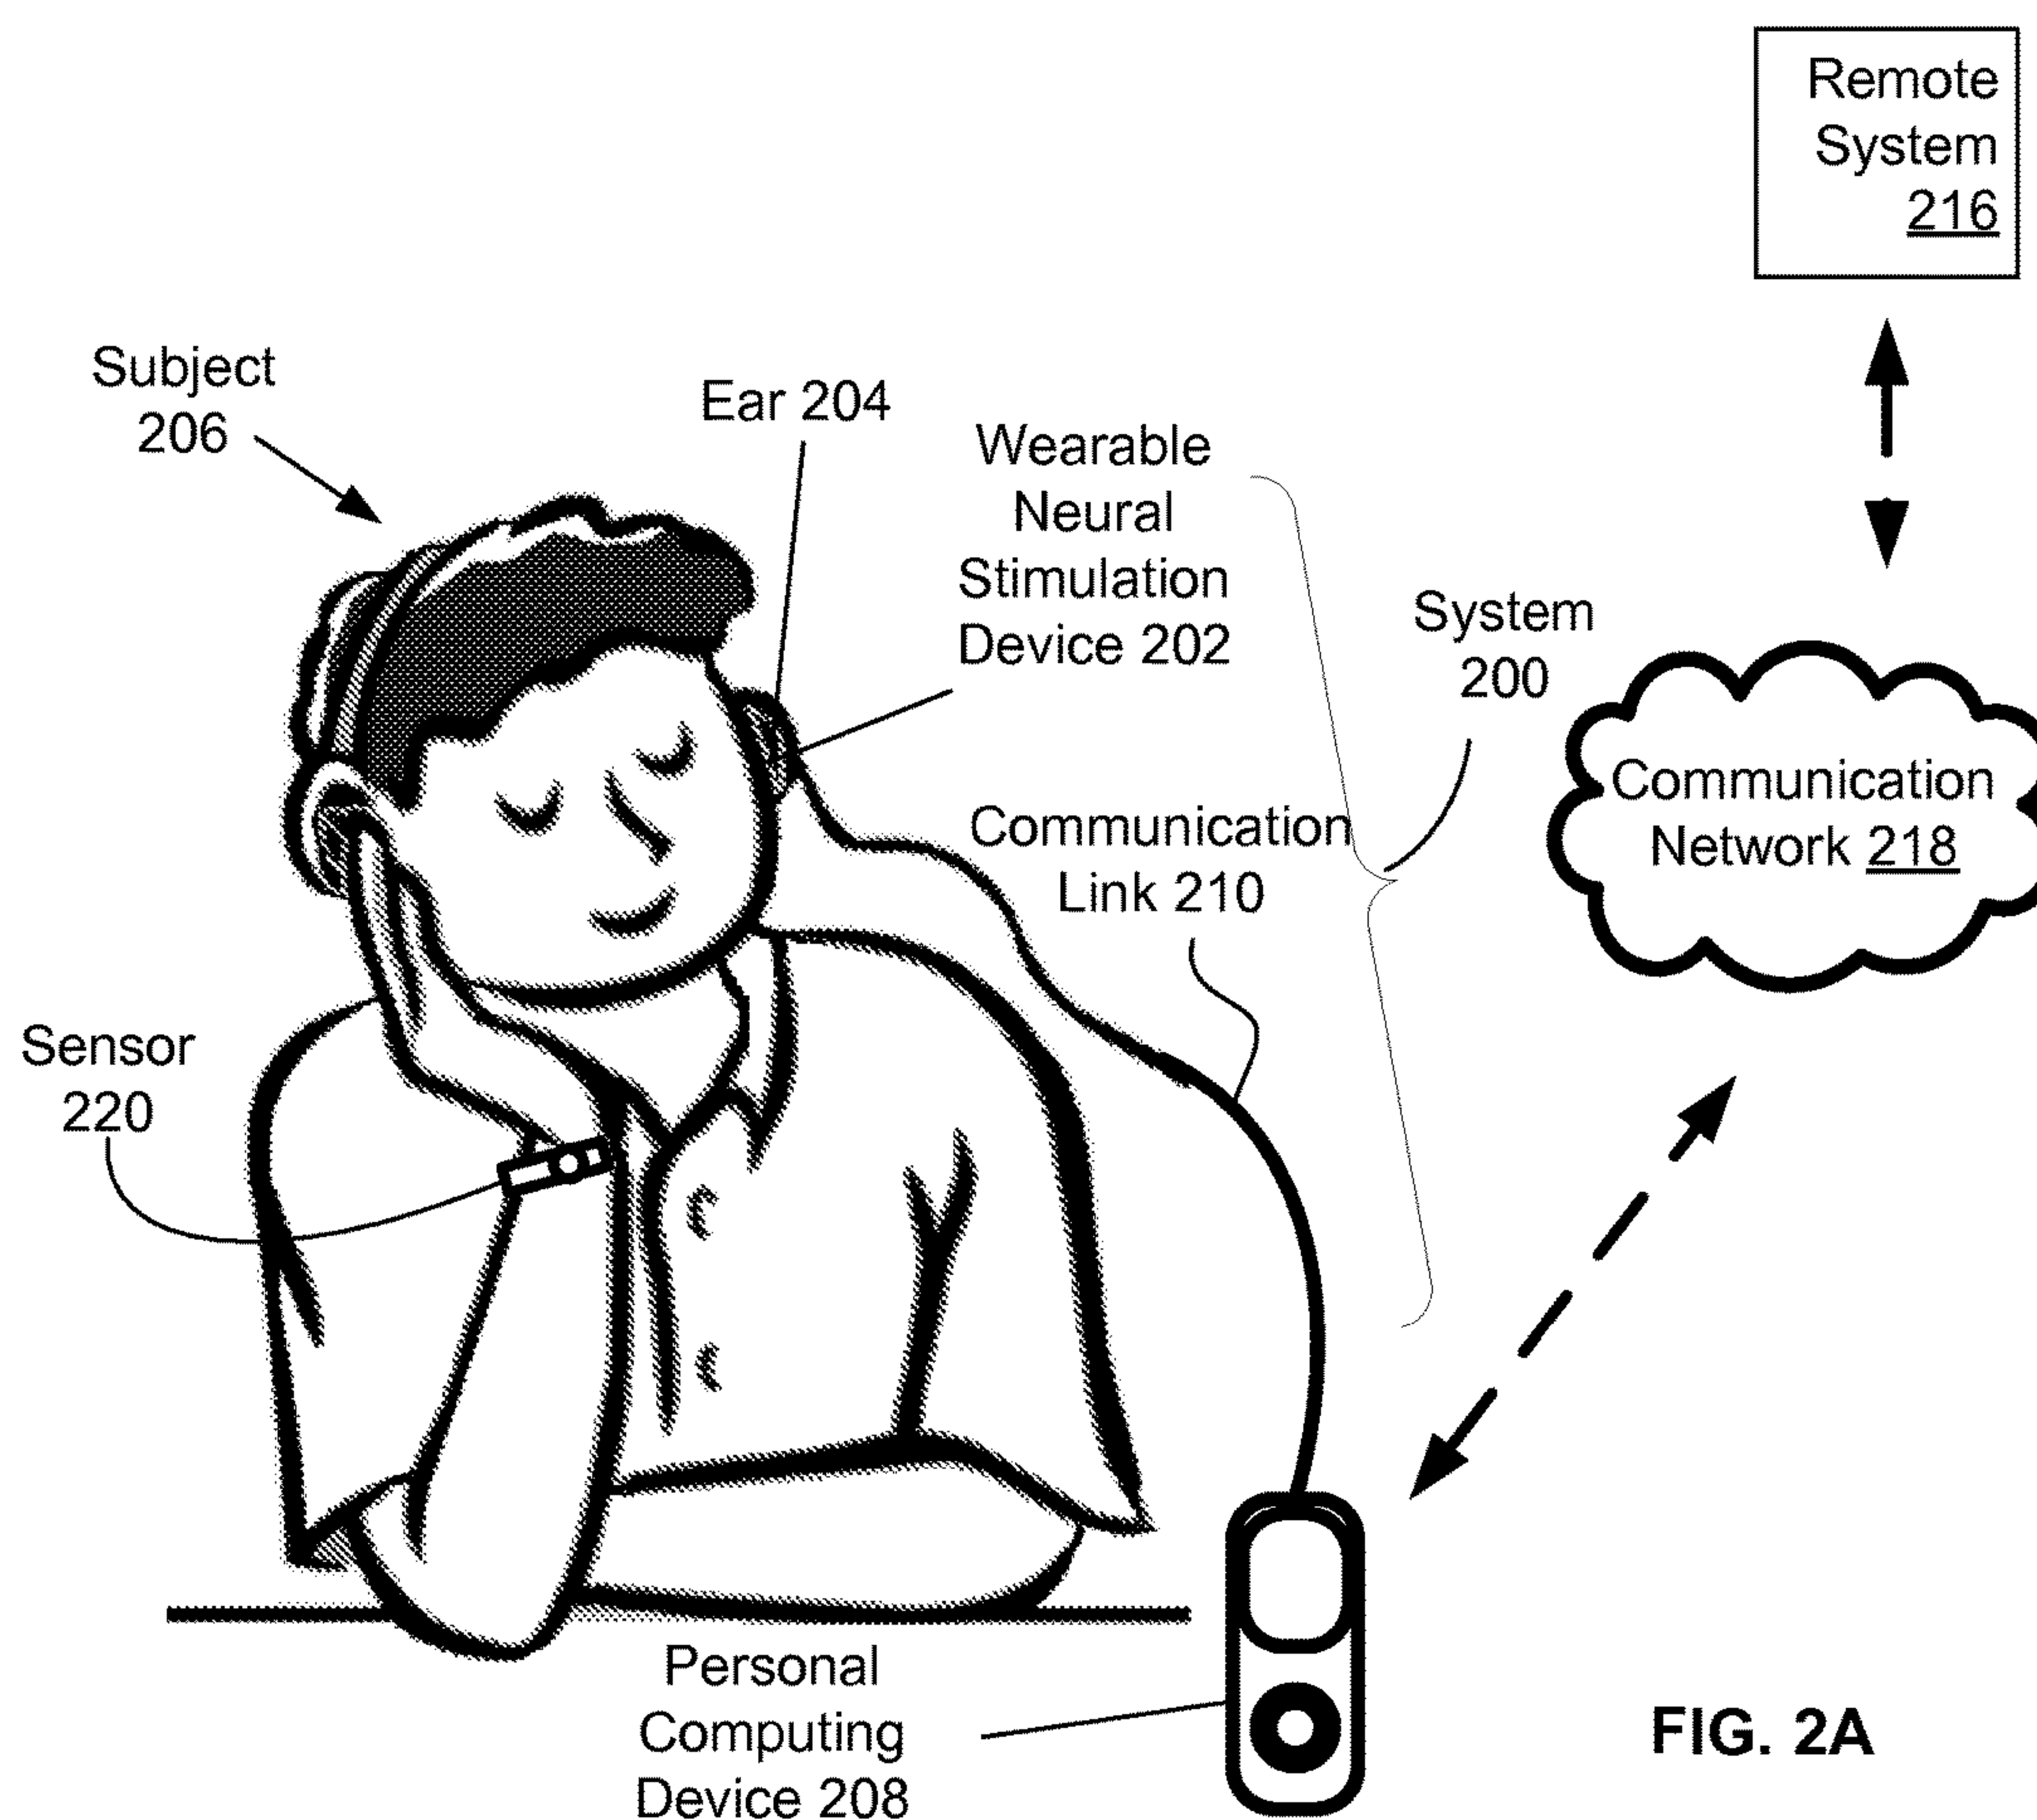 Remote
System
216
Subject
206
Ear 204
Wearable
Neural
Stimulation
Device 202
System
200
Communication
Network 218
Communication
Link 210
Sensor
220
Personal
Computing
Device 208
FIG. 2A